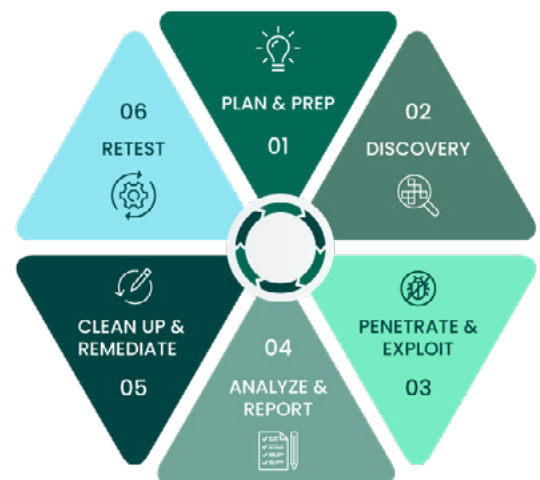 PLAN & PREP
01
02
DISCOVERY
PENETRATE &
EXPLOIT
03
04
ANALYZE &
REPORT
CLEAN UP &
REMEDIATE
05
06
RETEST